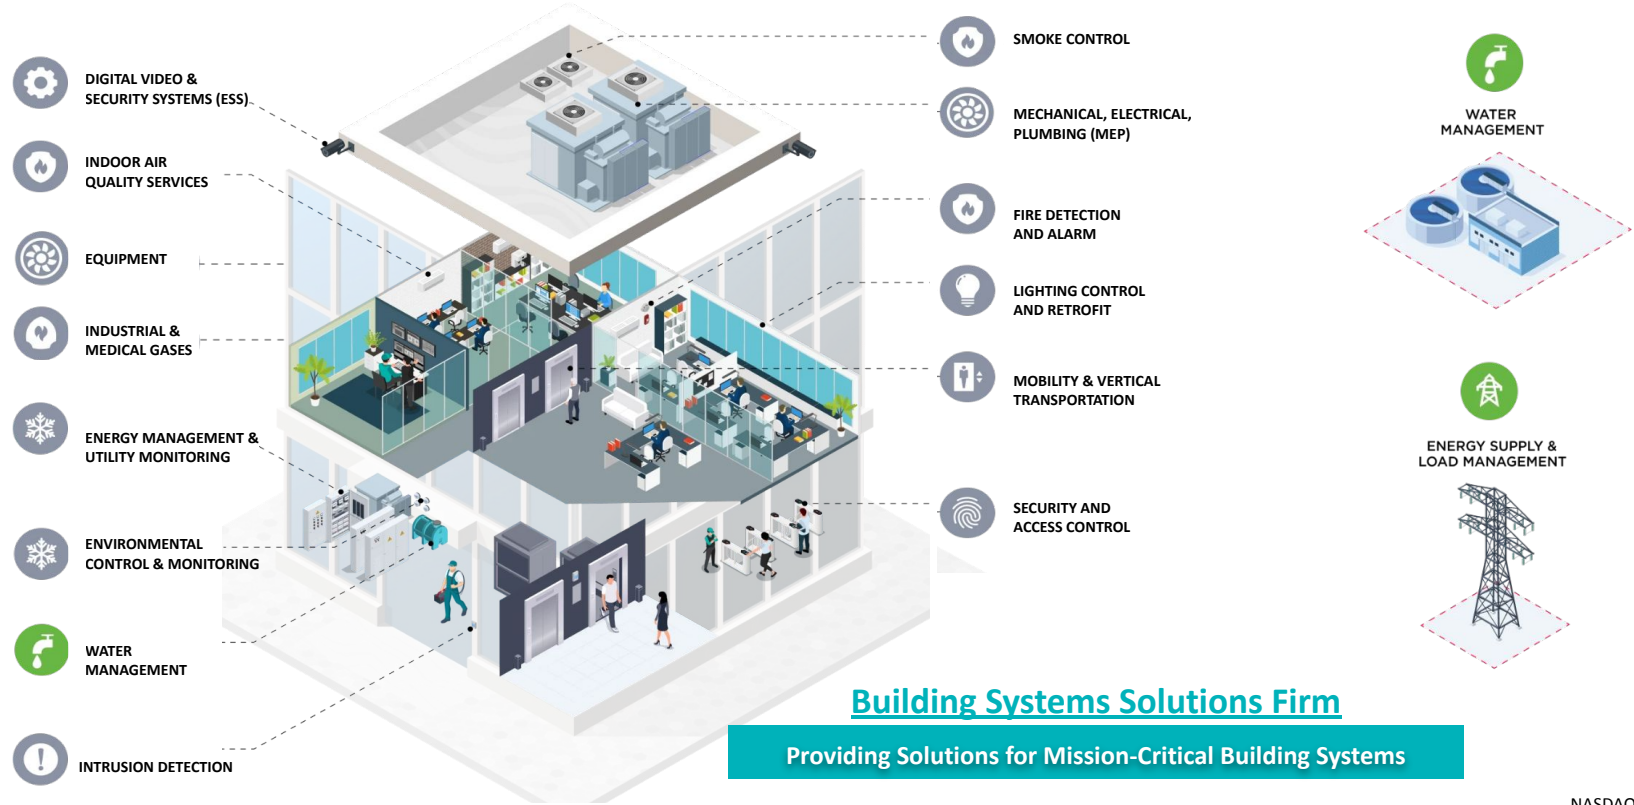 DIGITAL VIDEO &
SECURITY SYSTEMS (ESS)
INDOOR AIR
QUALITY SERVICES
EQUIPMENT
INDUSTRIAL &
MEDICAL GASES
ENERGY MANAGEMENT &
UTILITY MONITORING
ENVIRONMENTAL
CONTROL & MONITORING
WATER
MANAGEMENT
INTRUSION DETECTION
SMOKE CONTROL
MECHANICAL, ELECTRICAL,
PLUMBING (MEP)
FIRE DETECTION
AND ALARM
LIGHTING CONTROL
AND RETROFIT
MOBILITY & VERTICAL
TRANSPORTATION
SECURITY AND
ACCESS CONTROL
WATER
MANAGEMENT
ENERGY SUPPLY &
LOAD MANAGEMENT
Building Systems Solutions Firm
Providing Solutions for Mission-Critical Building Systems
NASDAQ